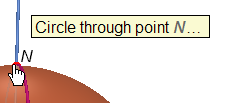 Circle through point N...
N